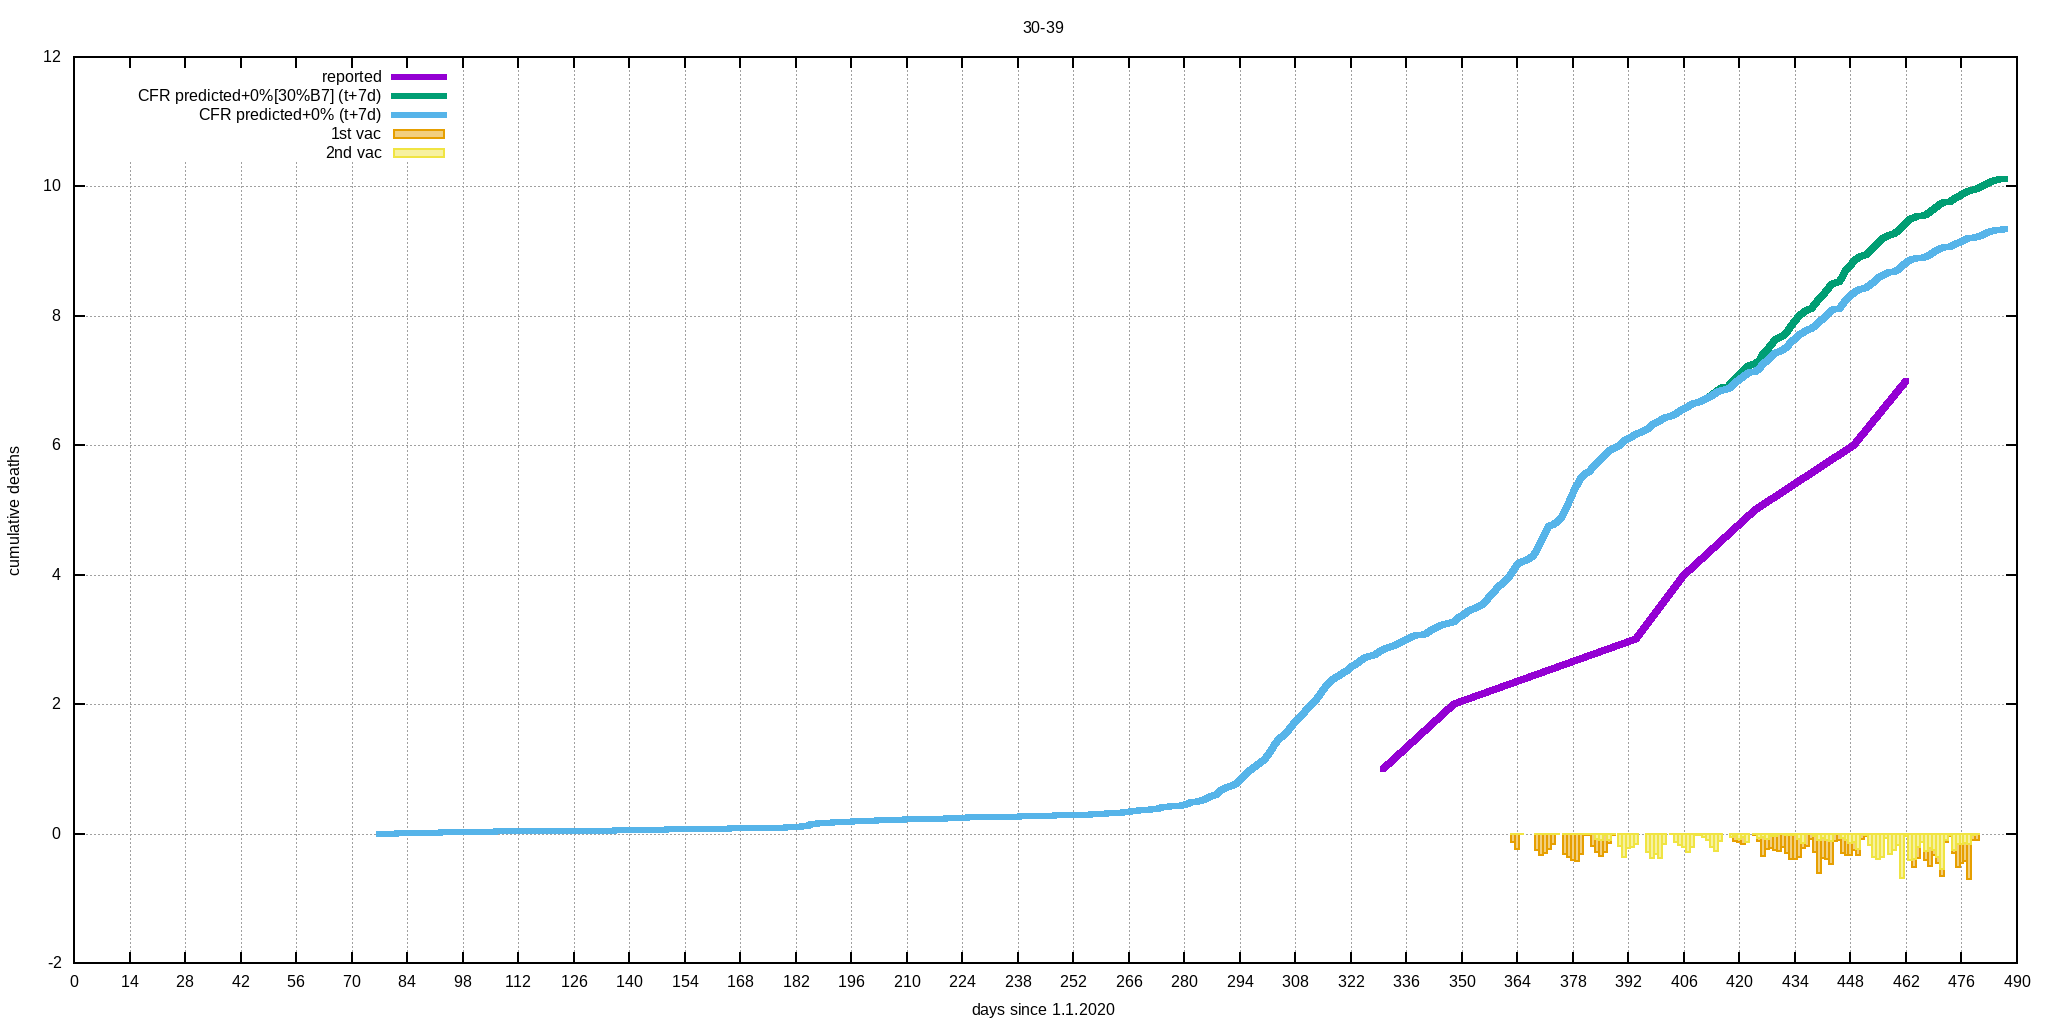 30-39
12
10
8
6
4
2
0
-2
cumulative deaths
reported
CFR predicted+0%[30%B7] (t+7d)
CFR predicted+0% (t+7d)
1st vac
2nd vac
0 14 28 42 56 70 84 98 112 126 140 154 168 182 196 210 224 238 252 266 280 294 308 322 336 350 364 378 392 406 420 434 448 462 476 490
days since 1.1.2020